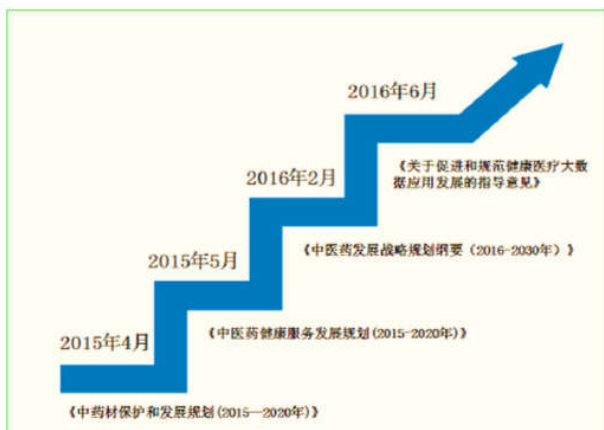 2016年6月
《关于促进和规范健康医疗大数
据应用发展的指导意见》
2016年2月
《中医药发展战略规划纲要（2016-2030年）》
2015年5月
《中医药健康服务发展规划(2015-2020年)》
2015年4月
《中药材保护和发展规划(2015—2020年)》